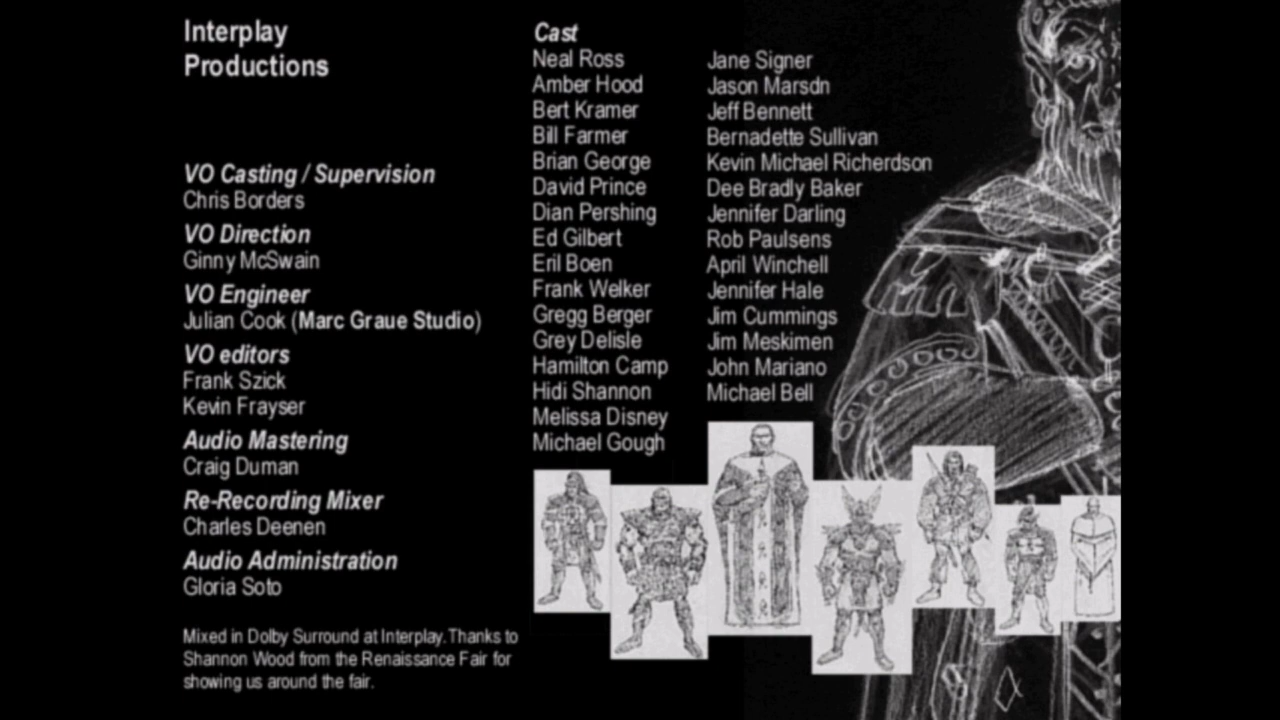 Interplay
Productions
VO Casting / Supervision
Chris Borders
VO Direction
Ginny McSwain
VO Engineer
Julian Cook (Marc Graue Studio)
VO editors
Frank Szick
Kevin Frayser
Audio Mastering
Craig Duman
Re-Recording Mixer
Charles Deenen
Audio Administration
Gloria Soto
Mixed in Dolby Surround at Interplay.Thanks to
Shannon Wood from the Renaissance Fair for
showing us around the fair.
Cast
Neal Ross
Amber Hood
Bert Kramer
Bill Farmer
Brian George
David Prince
Dian Pershing
Ed Gilbert
Eril Boen
Frank Welker
Gregg Berger
Grey Delisle
Hamilton Camp
Hidi Shannon
Melissa Disney
Michael Gough
Jane Signer
Jason Marsdn
Jeff Bennett
Bernadette Sullivan
Kevin Michael Richerdson
Dee Bradly Baker
Jennifer Darling
Rob Paulsens
April Winchell
Jennifer Hale
Jim Cummings
Jim Meskimen
John Mariano
Michael Bell